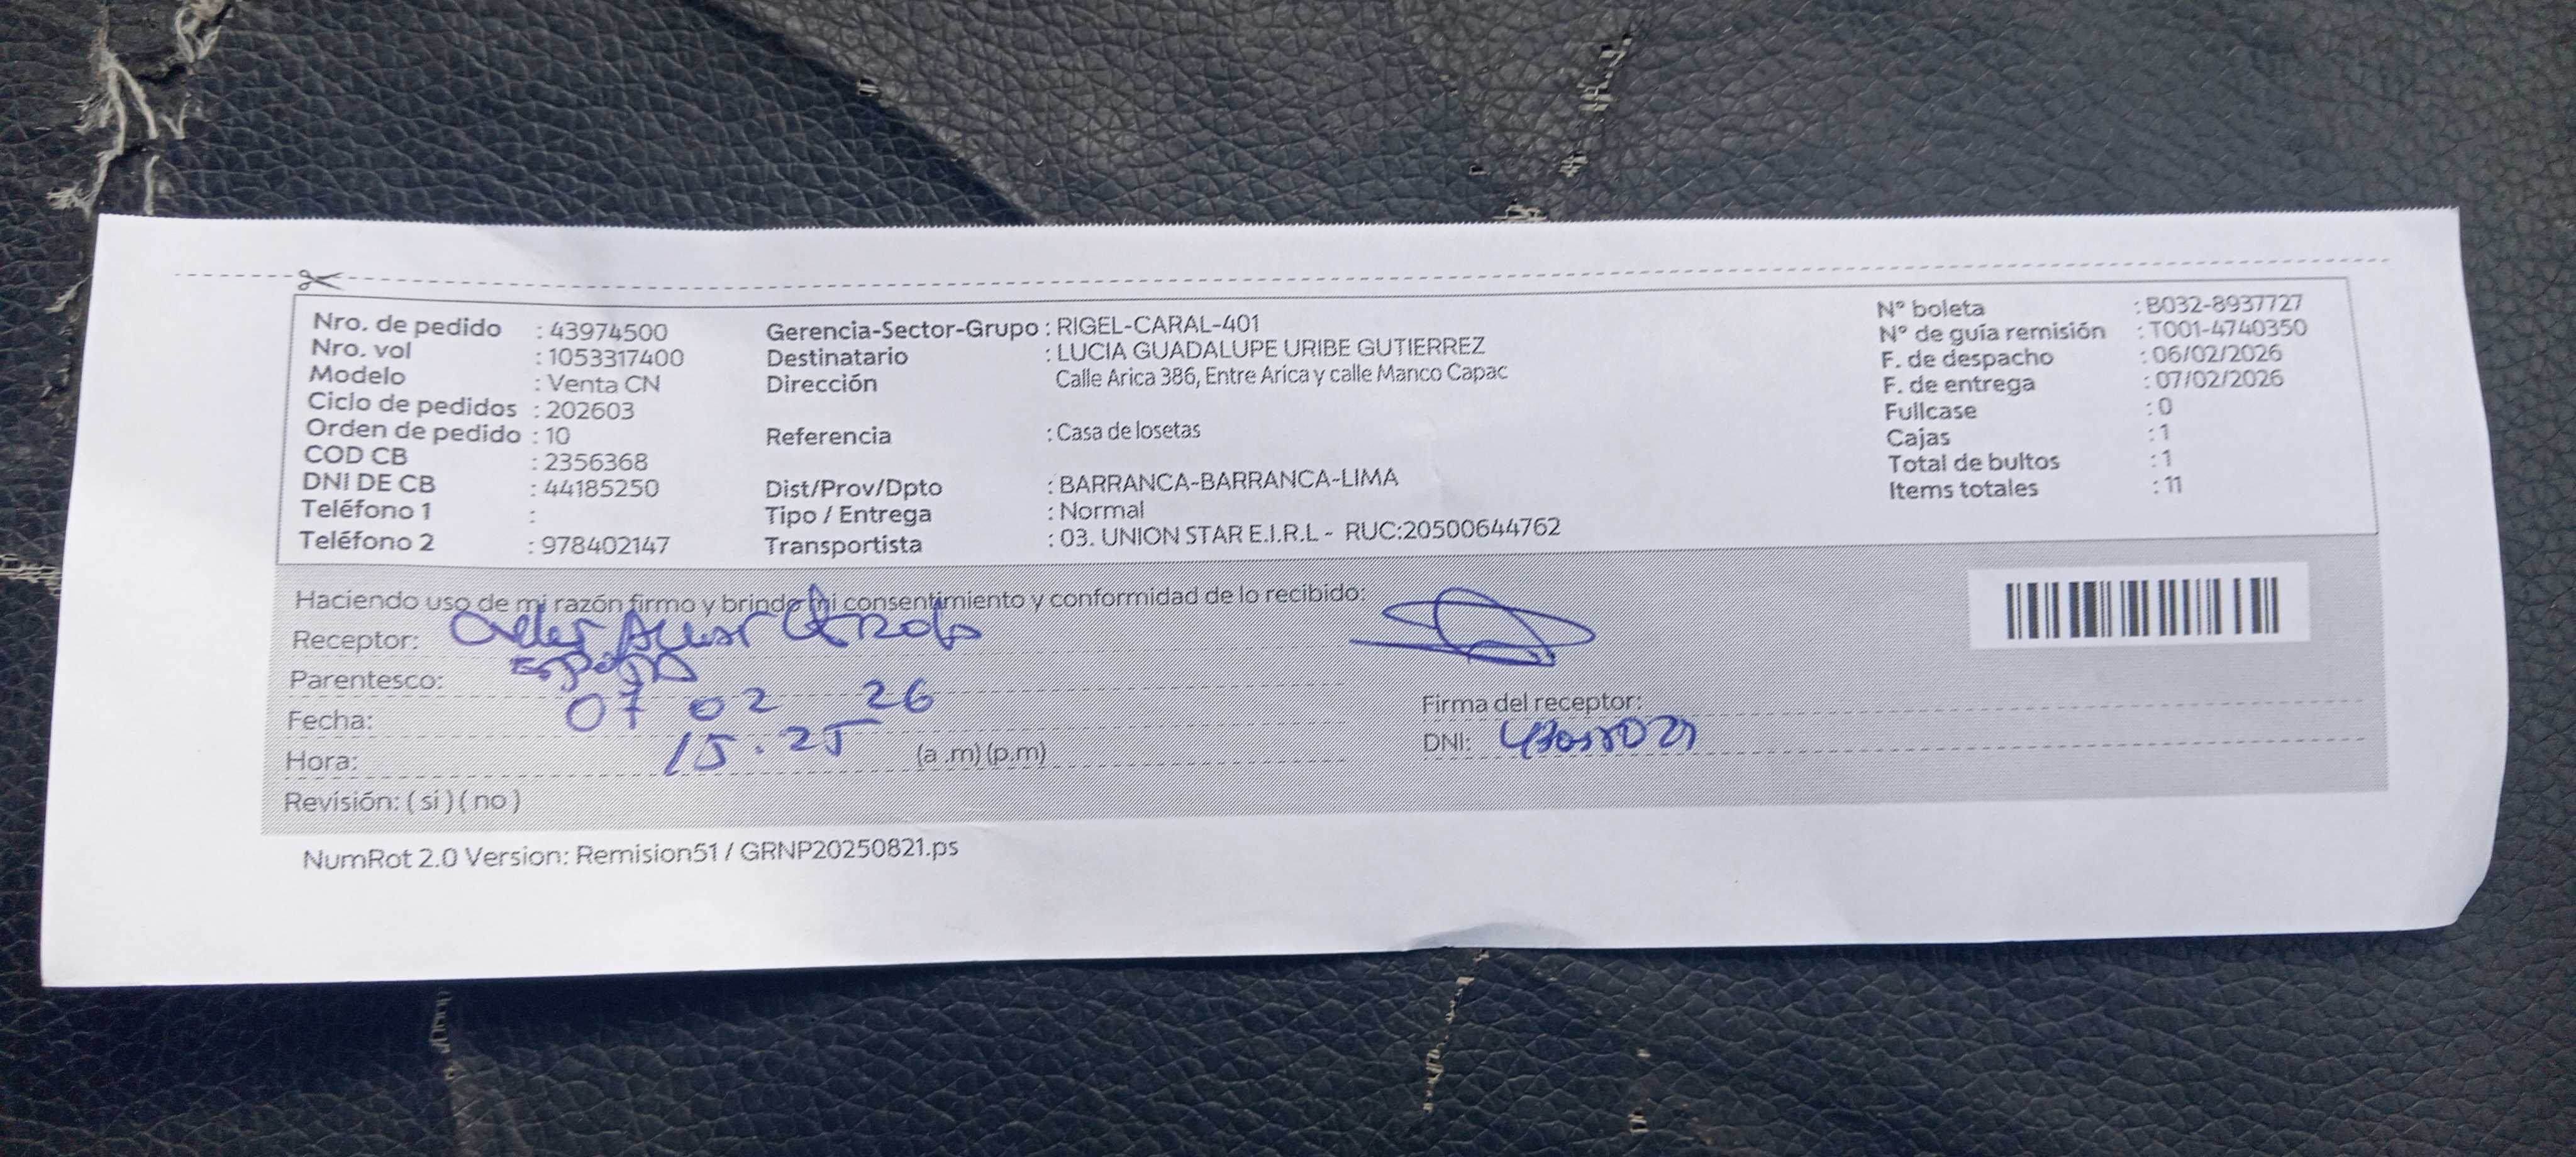 Nro. de pedido : 43974500
Nro. vol : 1053317400
Modelo : Venta CN
Ciclo de pedidos : 202603
Orden de pedido : 10
COD CB : 2356368
DNI DE CB : 44185250
Teléfono 1 :
Teléfono 2 : 978402147
Gerencia-Sector-Grupo : RIGEL-CARAL-401
Destinatario : LUCIA GUADALUPE URIBE GUTIERREZ
Dirección Calle Arica 386, Entre Arica y calle Manco Capac
Referencia : Casa de losetas
Dist/Prov/Dpto : BARRANCA-BARRANCA-LIMA
Tipo / Entrega : Normal
Transportista : 03. UNION STAR E.I.R.L - RUC:20500644762
N° boleta : B032-8937727
N° de guía remisión : T001-4740350
F. de despacho : 06/02/2026
F. de entrega : 07/02/2026
Fullcase : 0
Cajas : 1
Total de bultos : 1
Items totales : 11
Haciendo uso de mi razón firmo y brindo mi consentimiento y conformidad de lo recibido:
Receptor:
Parentesco:
Fecha: 07 02 26
Hora: 15.25 (a .m) (p.m)
Revisión: ( si ) ( no )
Firma del receptor:
DNI:
NumRot 2.0 Version: Remision51 / GRNP20250821.ps